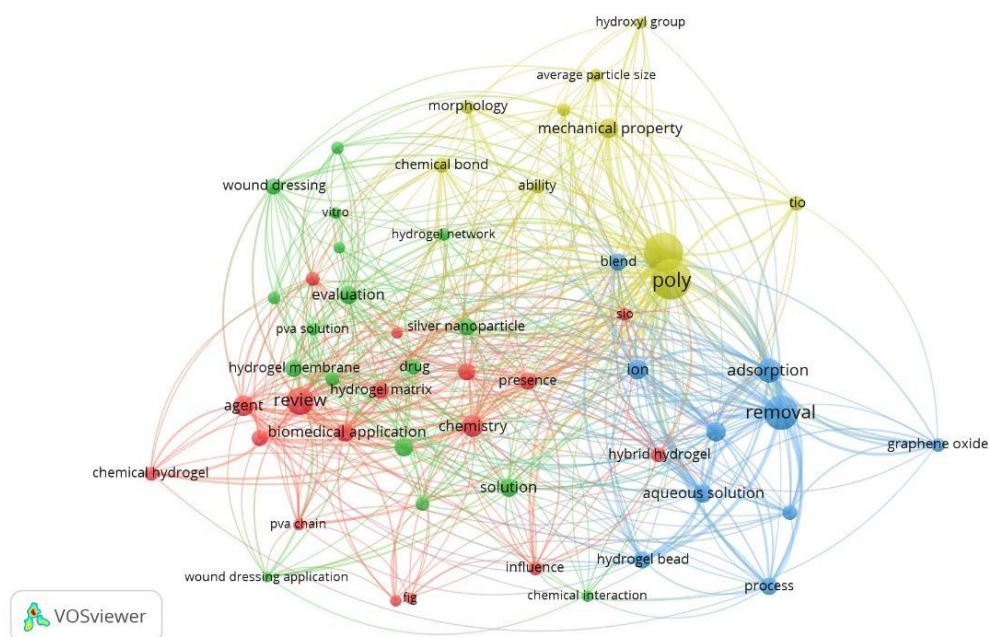 hydroxyl group
average particle size
morphology
mechanical property
chemical bond
wound dressing
ability
tio
vitro
hydrogel network
blend
poly
evaluation
sio
pva solution
silver nanoparticle
hydrogel membrane
drug
ion
adsorption
presence
hydrogel matrix
review
agent
removal
biomedical application
chemistry
graphene oxide
hybrid hydrogel
chemical hydrogel
solution
aqueous solution
pva chain
hydrogel bead
influence
wound dressing application
process
chemical interaction
fig
VOSviewer